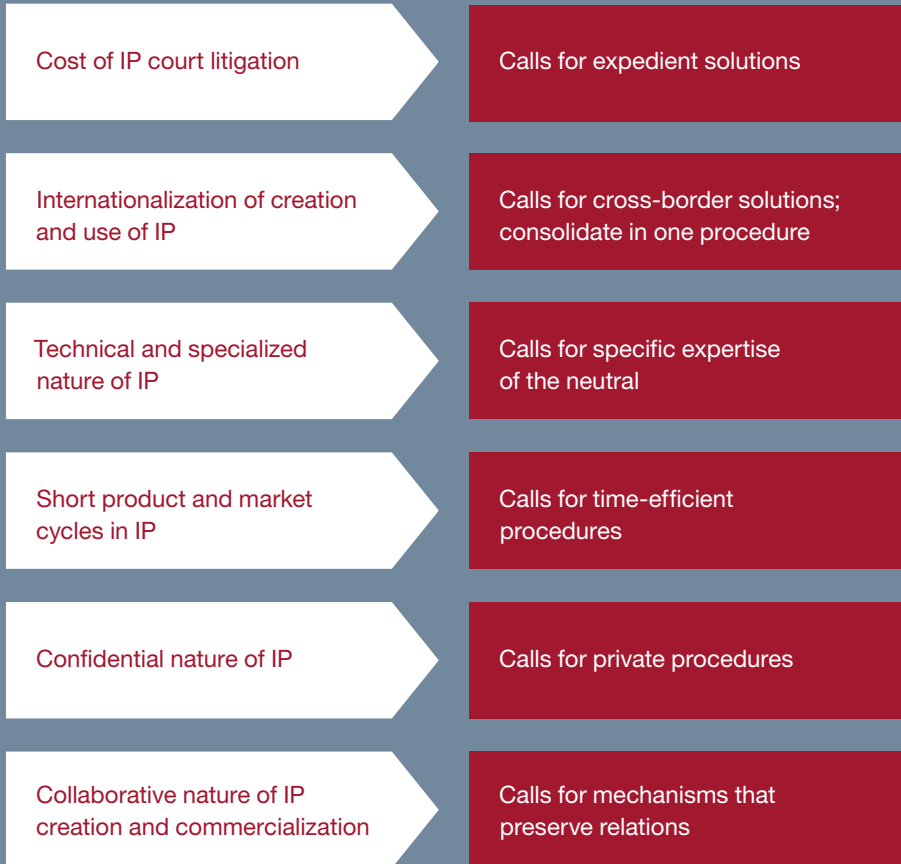 Cost of IP court litigation
Calls for expedient solutions
Internationalization of creation
and use of IP
Calls for cross-border solutions;
consolidate in one procedure
Technical and specialized
nature of IP
Calls for specific expertise
of the neutral
Short product and market
cycles in IP
Calls for time-efficient
procedures
Confidential nature of IP
Calls for private procedures
Collaborative nature of IP
creation and commercialization
Calls for mechanisms that
preserve relations